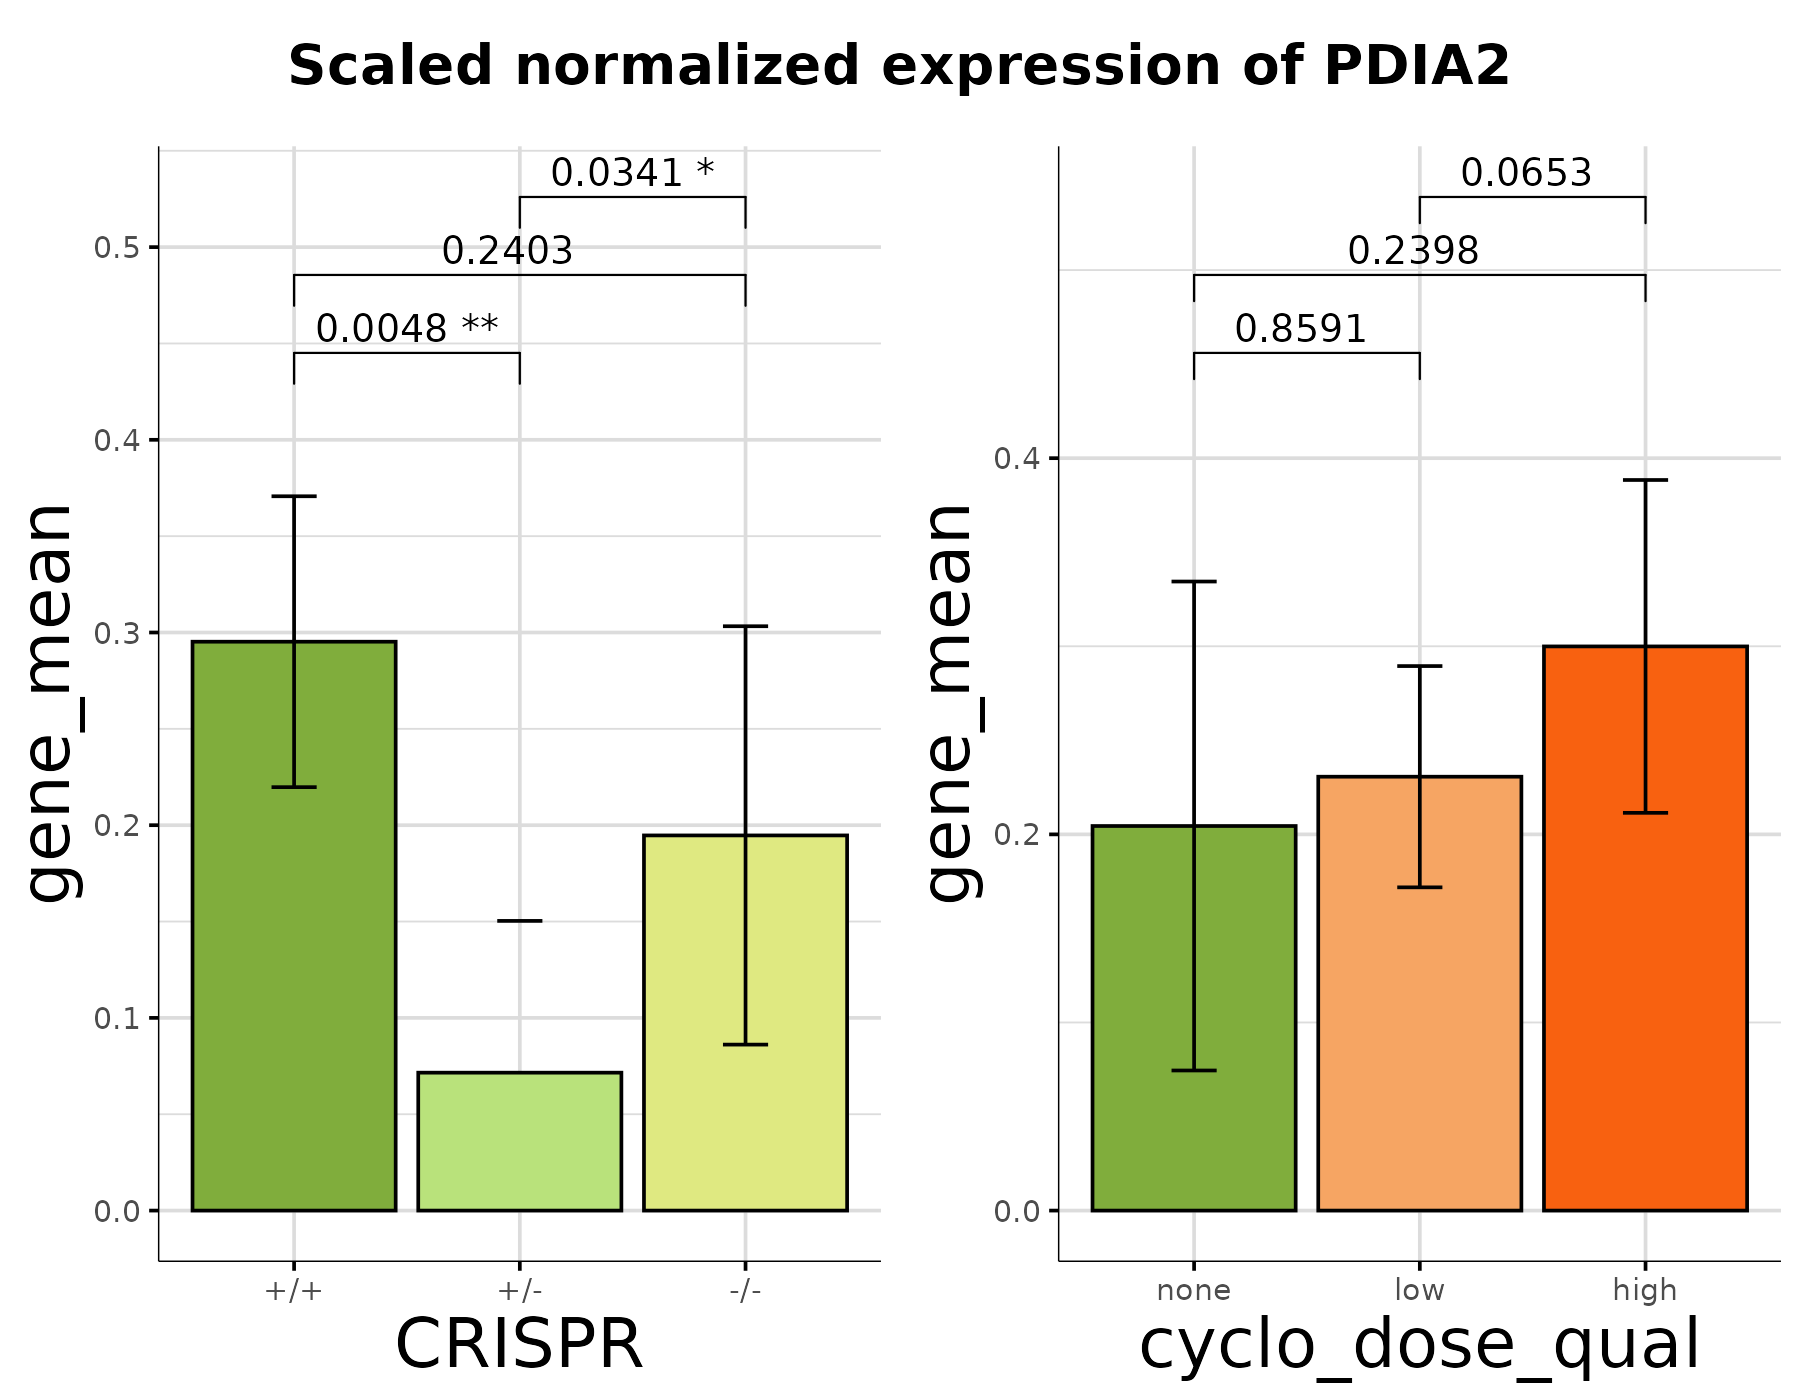 Scaled normalized expression of PDIA2
gene_mean
0.5
0.4
0.3
0.2
0.1
0.0
0.0341 *
0.2403
0.0048 **
+/+
+/-
-/-
CRISPR
gene_mean
0.4
0.2
0.0
0.0653
0.2398
0.8591
none
low
high
cyclo_dose_qual